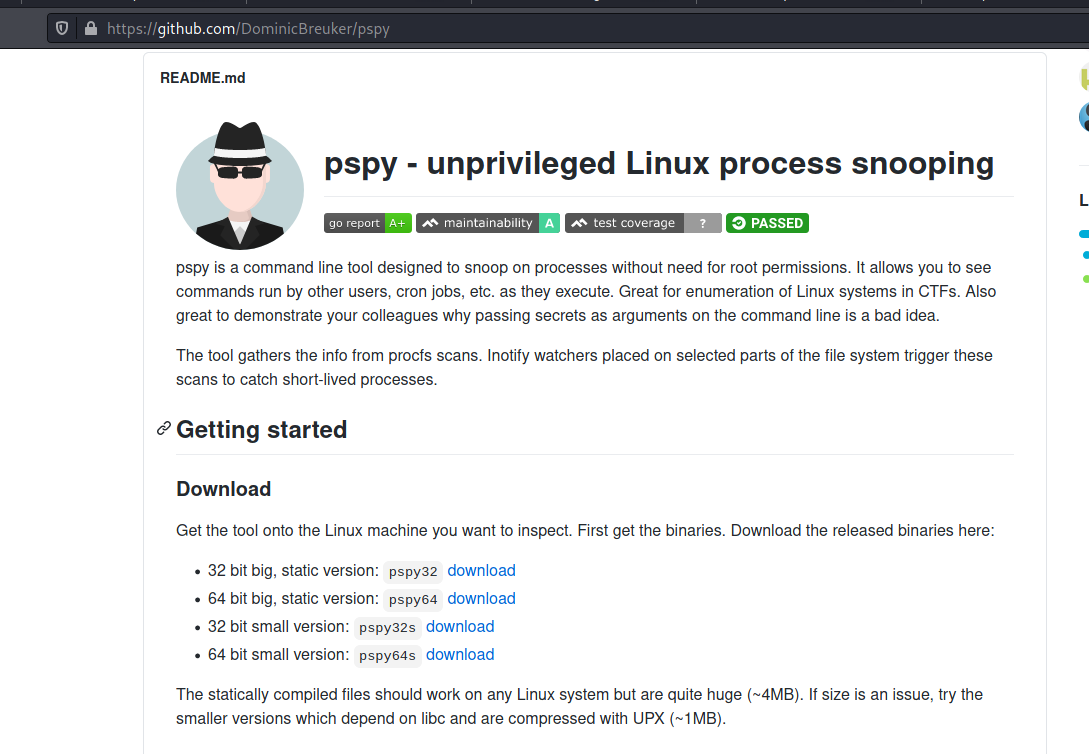 https://github.com/DominicBreuker/pspy
README.md
pspy - unprivileged Linux process snooping
go report A+ maintainability A test coverage ? PASSED
pspy is a command line tool designed to snoop on processes without need for root permissions. It allows you to see
commands run by other users, cron jobs, etc. as they execute. Great for enumeration of Linux systems in CTFs. Also
great to demonstrate your colleagues why passing secrets as arguments on the command line is a bad idea.
The tool gathers the info from procfs scans. Inotify watchers placed on selected parts of the file system trigger these
scans to catch short-lived processes.
Getting started
Download
Get the tool onto the Linux machine you want to inspect. First get the binaries. Download the released binaries here:
• 32 bit big, static version: pspy32 download
• 64 bit big, static version: pspy64 download
• 32 bit small version: pspy32s download
• 64 bit small version: pspy64s download
The statically compiled files should work on any Linux system but are quite huge (~4MB). If size is an issue, try the
smaller versions which depend on libc and are compressed with UPX (~1MB).